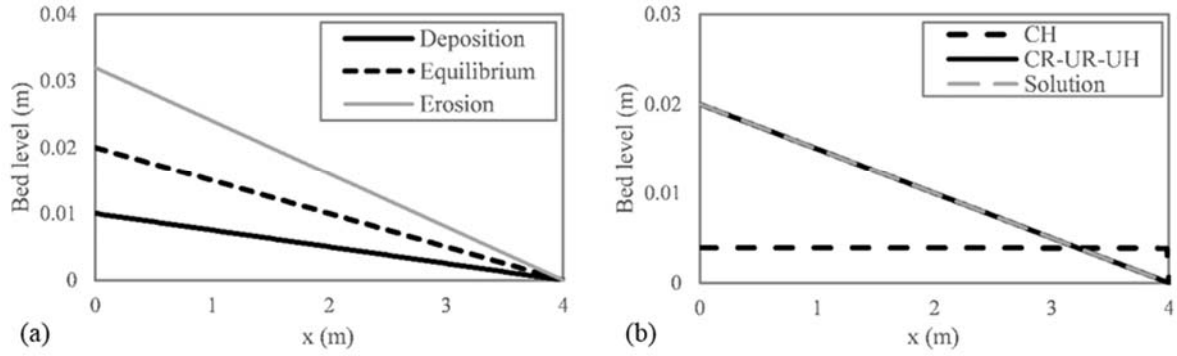 0.04
0.03
0.02
0.01
0
Bed level (m)
Deposition
Equilibrium
Erosion
0 1 2 3 4
x (m)
(a)
0.03
0.02
0.01
0
Bed level (m)
CH
CR-UR-UH
Solution
0 1 2 3 4
x (m)
(b)